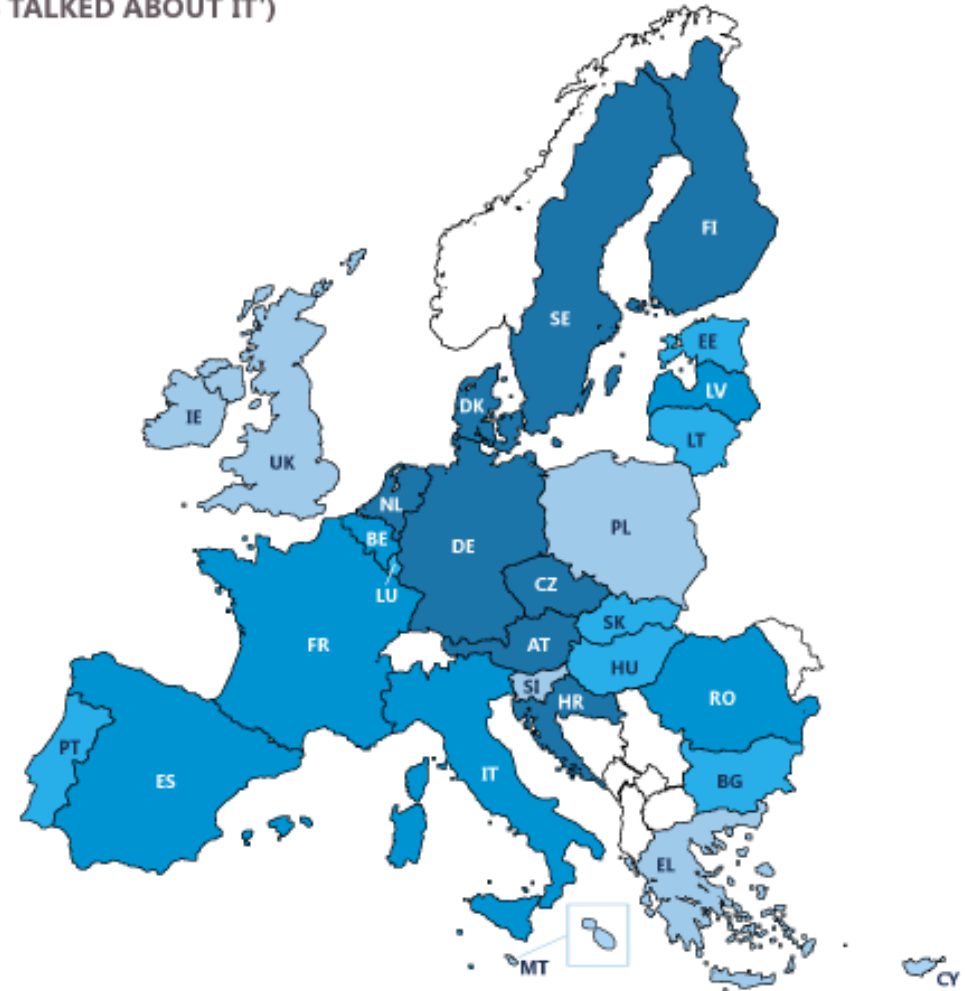 TALKED ABOUT IT')
FI
SE
EE
LV
DK
IE
LT
UK
NL
PL
BE
DE
CZ
LU
SK
FR
AT
HU
SI
HR
RO
PT
ES
IT
BG
EL
MT
CY